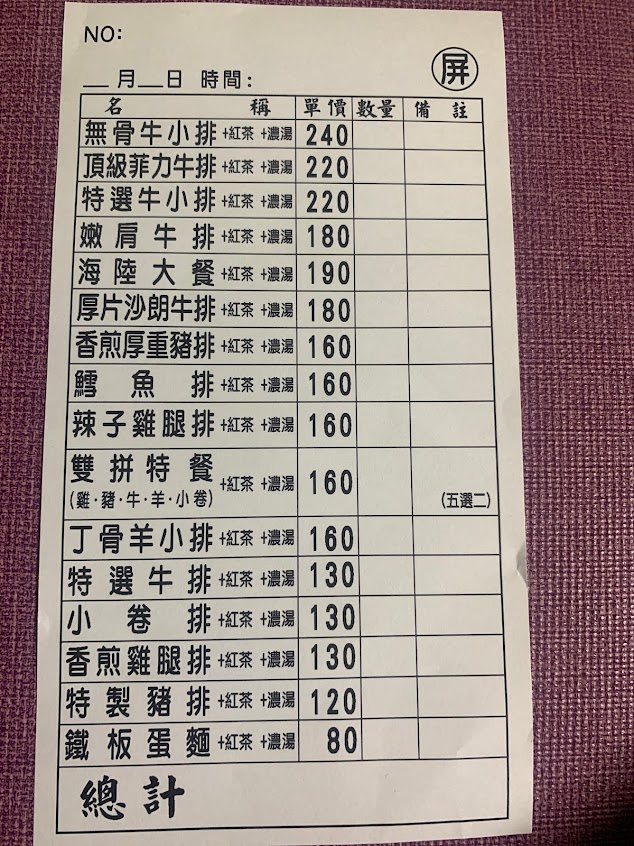 NO:
屏
__月__日 時間:
名 稱 單價 數量 備 註
無骨牛小排 +紅茶 +濃湯 240
頂級菲力牛排 +紅茶 +濃湯 220
特選牛小排 +紅茶 +濃湯 220
嫩肩牛排 +紅茶 +濃湯 180
海陸大餐 +紅茶 +濃湯 190
厚片沙朗牛排 +紅茶 +濃湯 180
香煎厚重豬排 +紅茶 +濃湯 160
鱈魚排 +紅茶 +濃湯 160
辣子雞腿排 +紅茶 +濃湯 160
雙拼特餐 +紅茶 +濃湯 160
(雞·豬·牛·羊·小卷) (五選二)
丁骨羊小排 +紅茶 +濃湯 160
特選牛排 +紅茶 +濃湯 130
小卷排 +紅茶 +濃湯 130
香煎雞腿排 +紅茶 +濃湯 130
特製豬排 +紅茶 +濃湯 120
鐵板蛋麵 +紅茶 +濃湯 80
總計